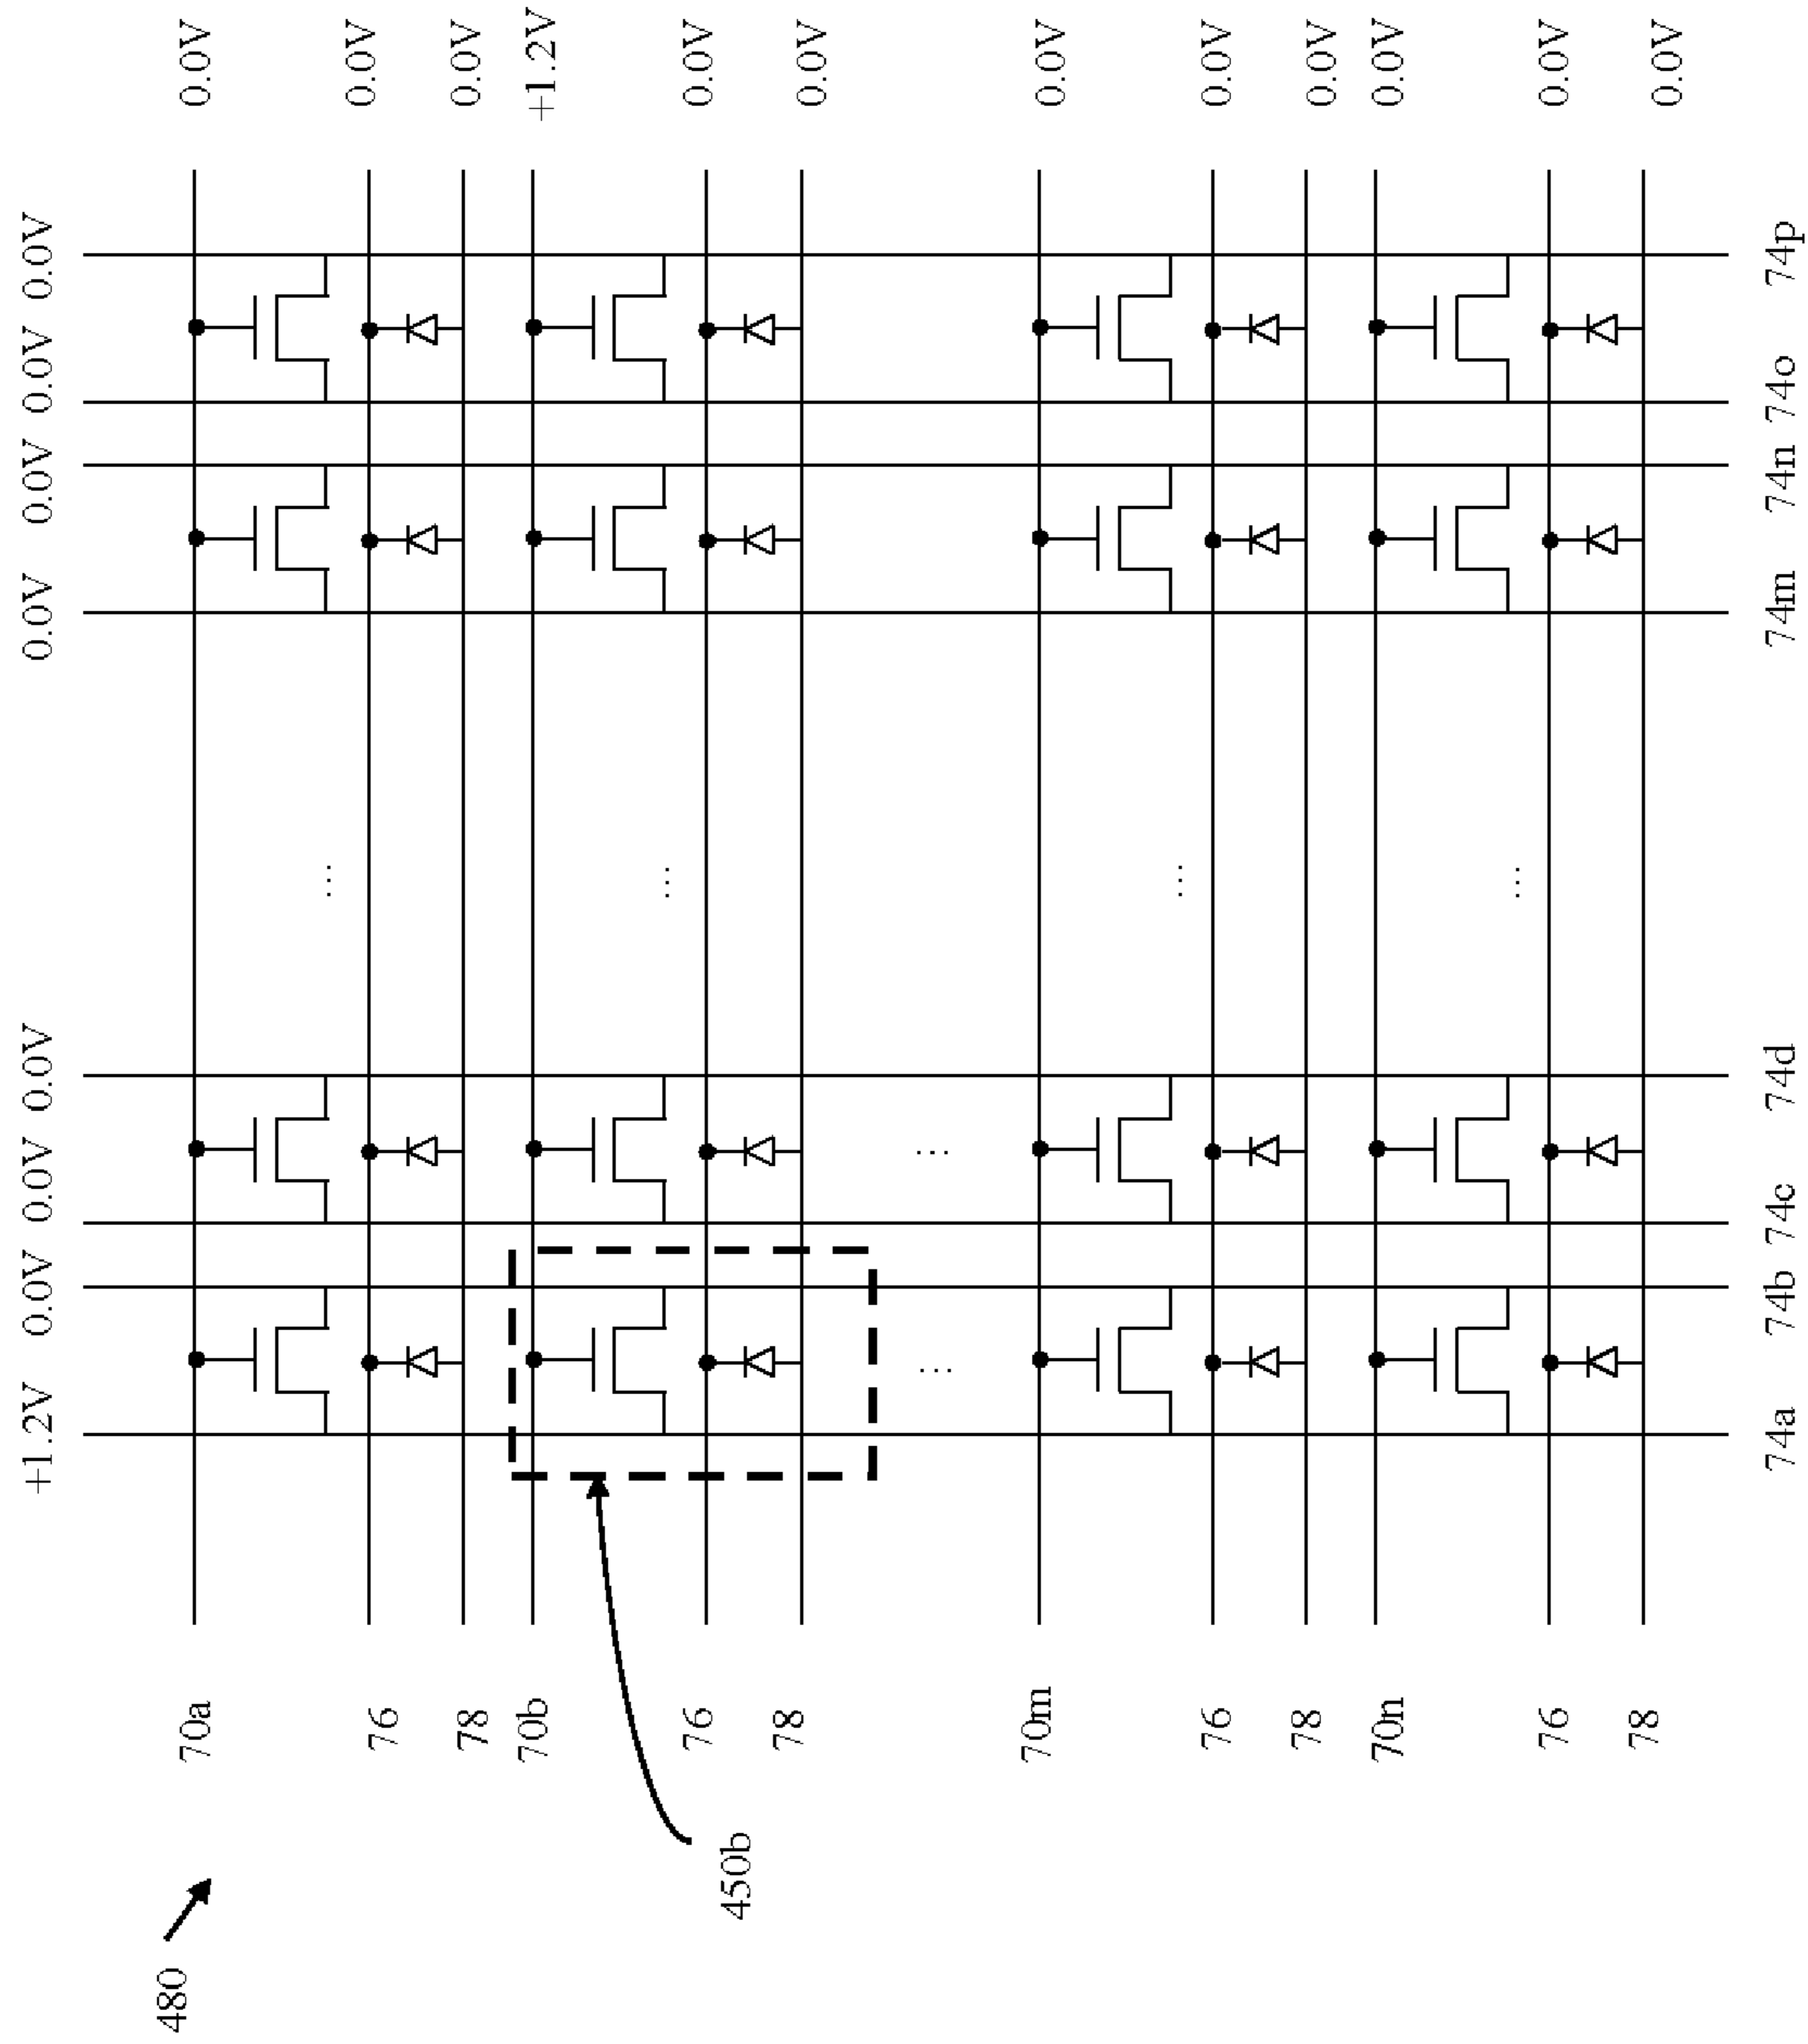 +1.2V 0.0V 0.0V 0.0V 0.0V 0.0V 0.0V 0.0V
480
70a 0.0V
...
76 0.0V
78 0.0V
70b +1.2V
...
76 0.0V
450b
78 0.0V
... ...
70m 0.0V
...
76 0.0V
78 0.0V
70n 0.0V
...
76 0.0V
78 0.0V
74a 74b 74c 74d 74m 74n 74o 74p